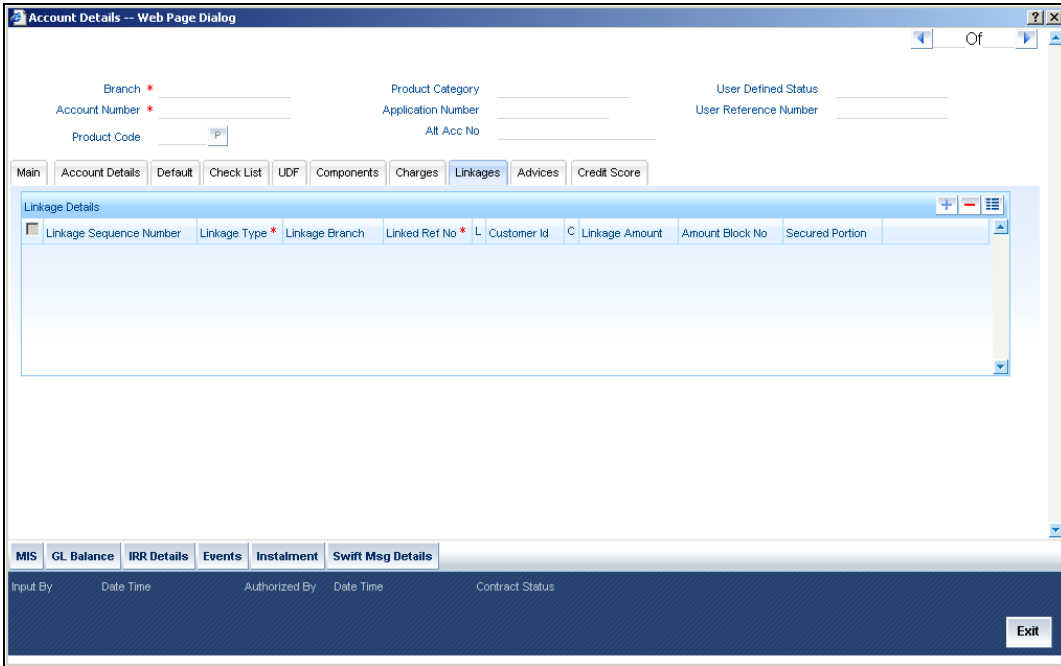 Account Details -- Web Page Dialog
? X
Of
Branch * Product Category User Defined Status
Account Number * Application Number User Reference Number
Product Code P Alt Acc No
Main Account Details Default Check List UDF Components Charges Linkages Advices Credit Score
Linkage Details
Linkage Sequence Number Linkage Type * Linkage Branch Linked Ref No * L Customer Id C Linkage Amount Amount Block No Secured Portion
MIS GL Balance IRR Details Events Instalment Swift Msg Details
Input By Date Time Authorized By Date Time Contract Status
Exit